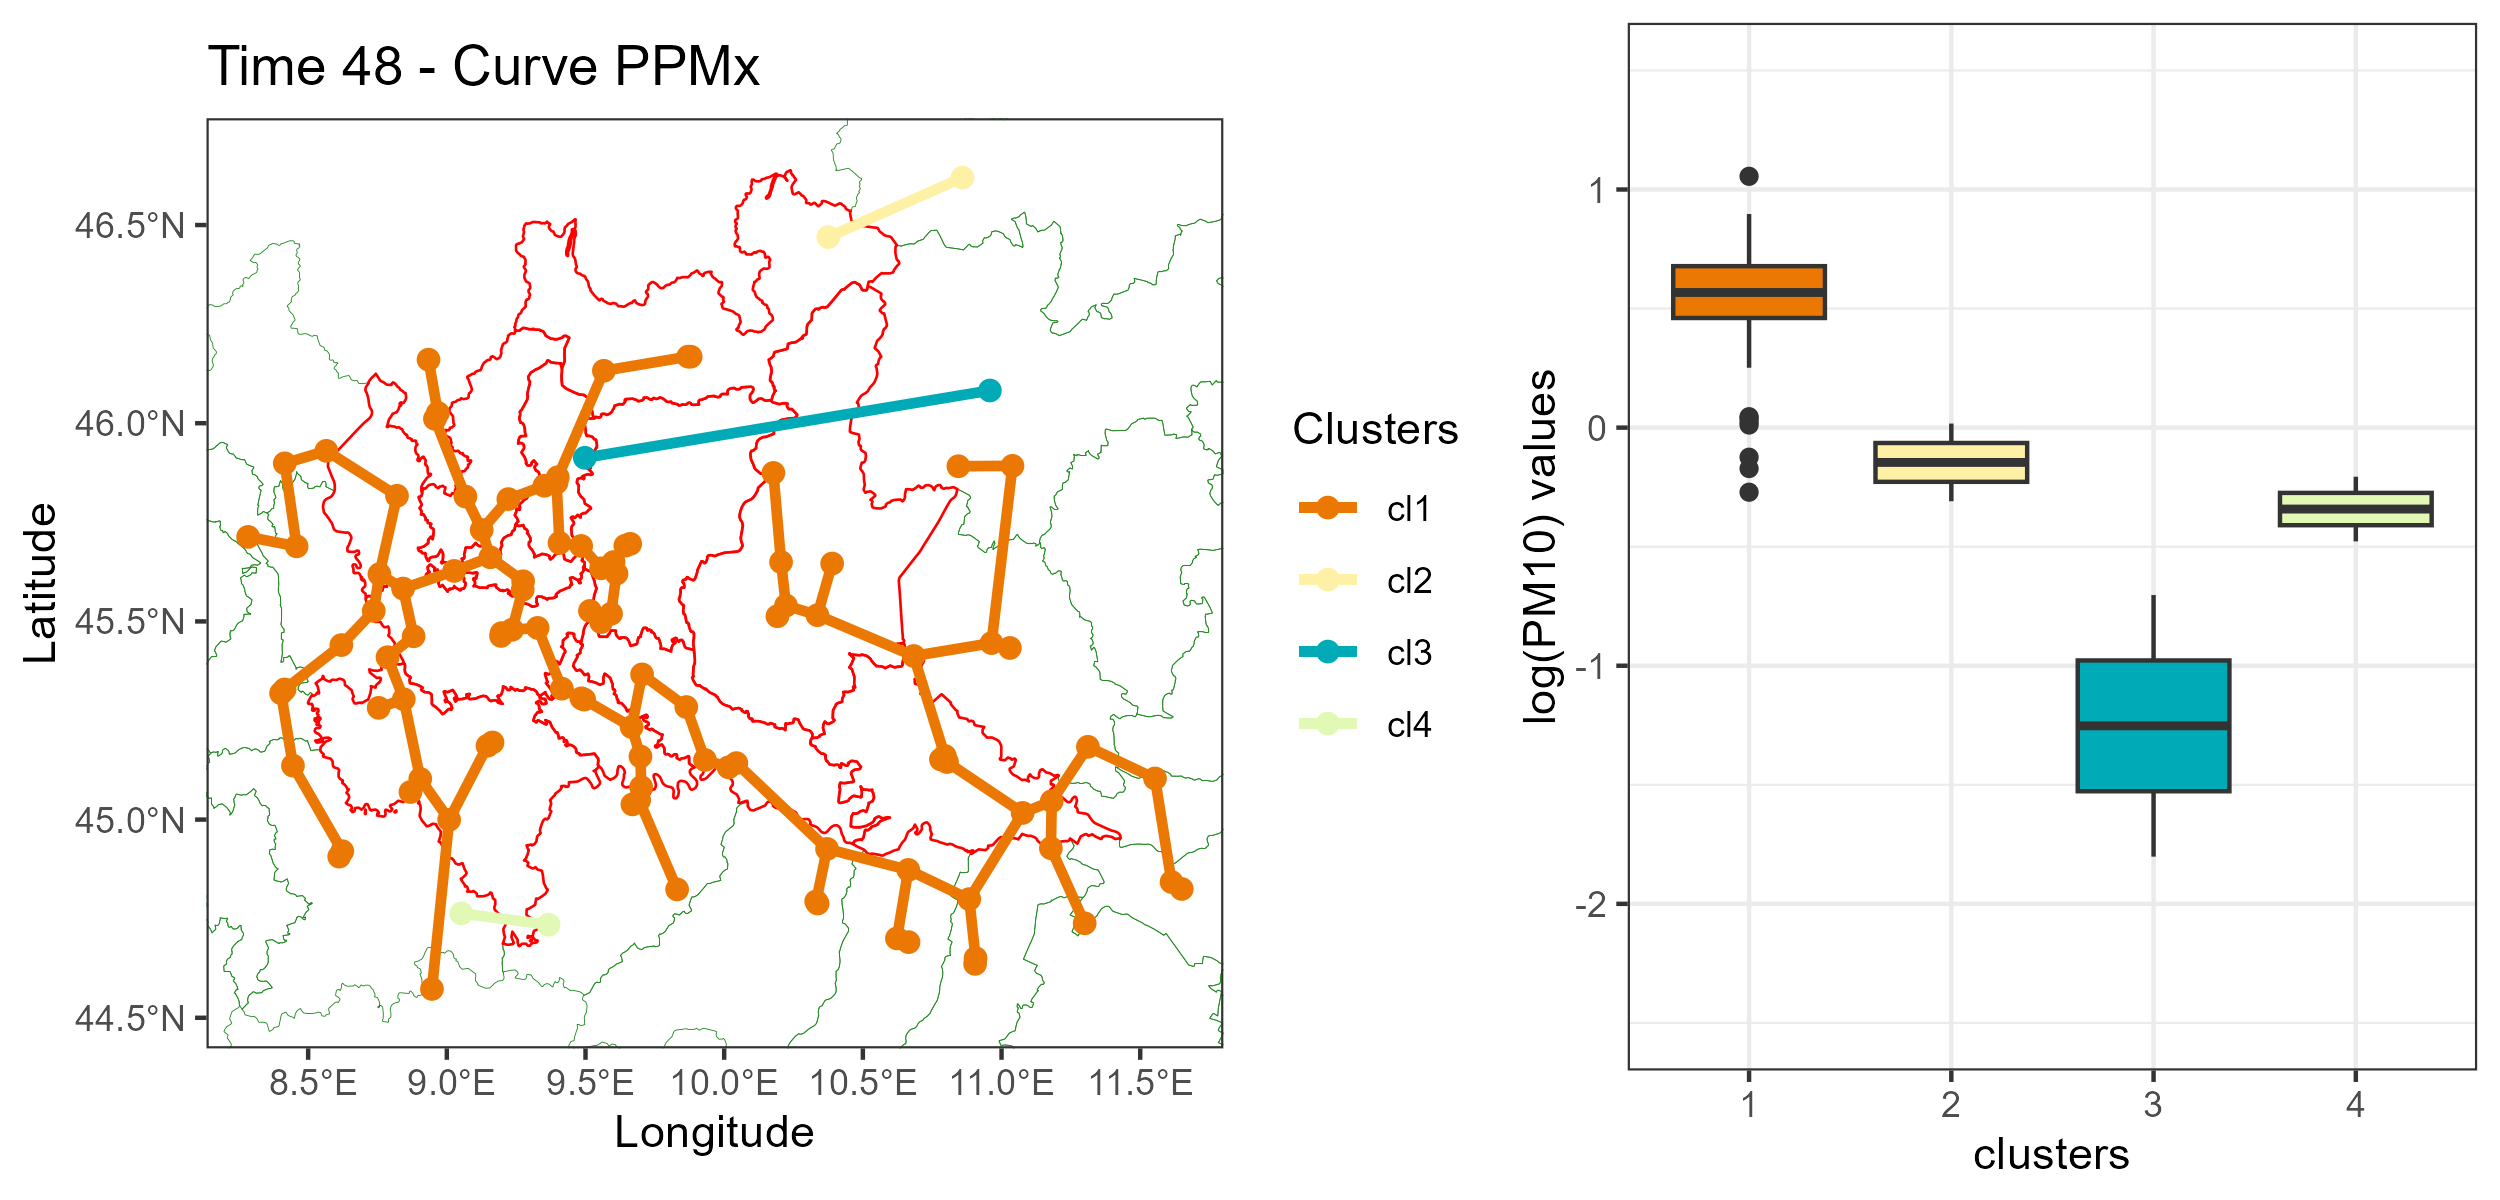 Time 48 - Curve PPMx
Latitude
46.5°N
46.0°N
45.5°N
45.0°N
44.5°N
8.5°E 9.0°E 9.5°E 10.0°E 10.5°E 11.0°E 11.5°E
Longitude
Clusters
cl1
cl2
cl3
cl4
log(PM10) values
1
0
-1
-2
1 2 3 4
clusters